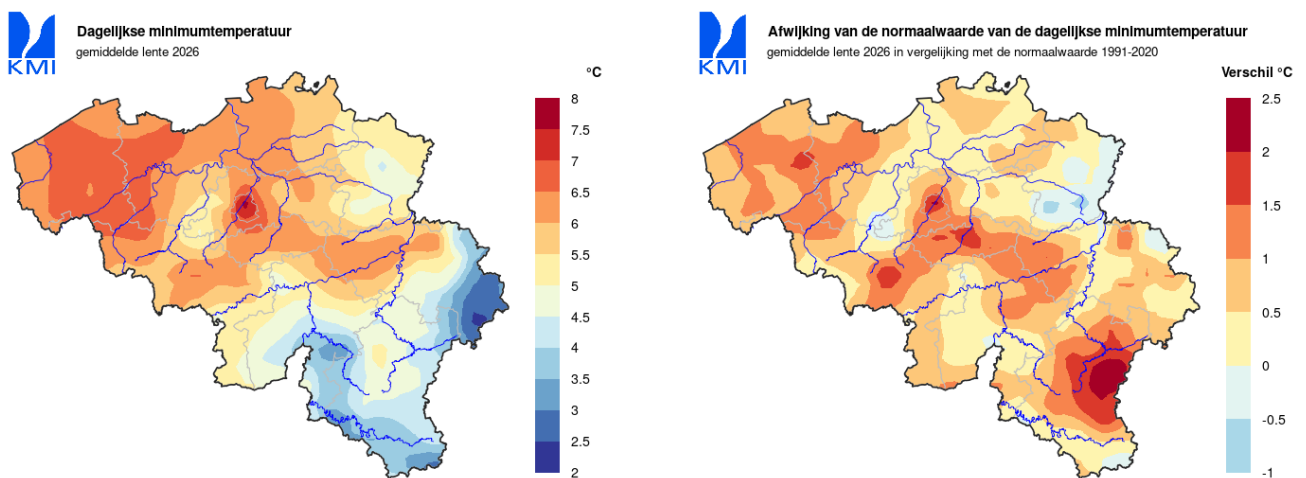 KMI
Dagelijkse minimumtemperatuur
gemiddelde lente 2026
°C
8
7.5
7
6.5
6
5.5
5
4.5
4
3.5
3
2.5
2
KMI
Afwijking van de normaalwaarde van de dagelijkse minimumtemperatuur
gemiddelde lente 2026 in vergelijking met de normaalwaarde 1991-2020
Verschil °C
2.5
2
1.5
1
0.5
0
-0.5
-1